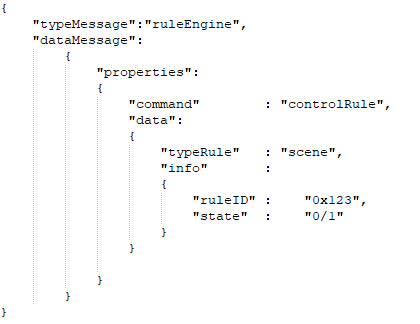 {
    "typeMessage":"ruleEngine",
    "dataMessage":
        {
            "properties":
            {
                "command"        : "controlRule",
                "data":
                {
                    "typeRule"   : "scene",
                    "info"       :
                    {
                        "ruleID" :    "0x123",
                        "state"  :    "0/1"
                    }
                }

            }
        }
}